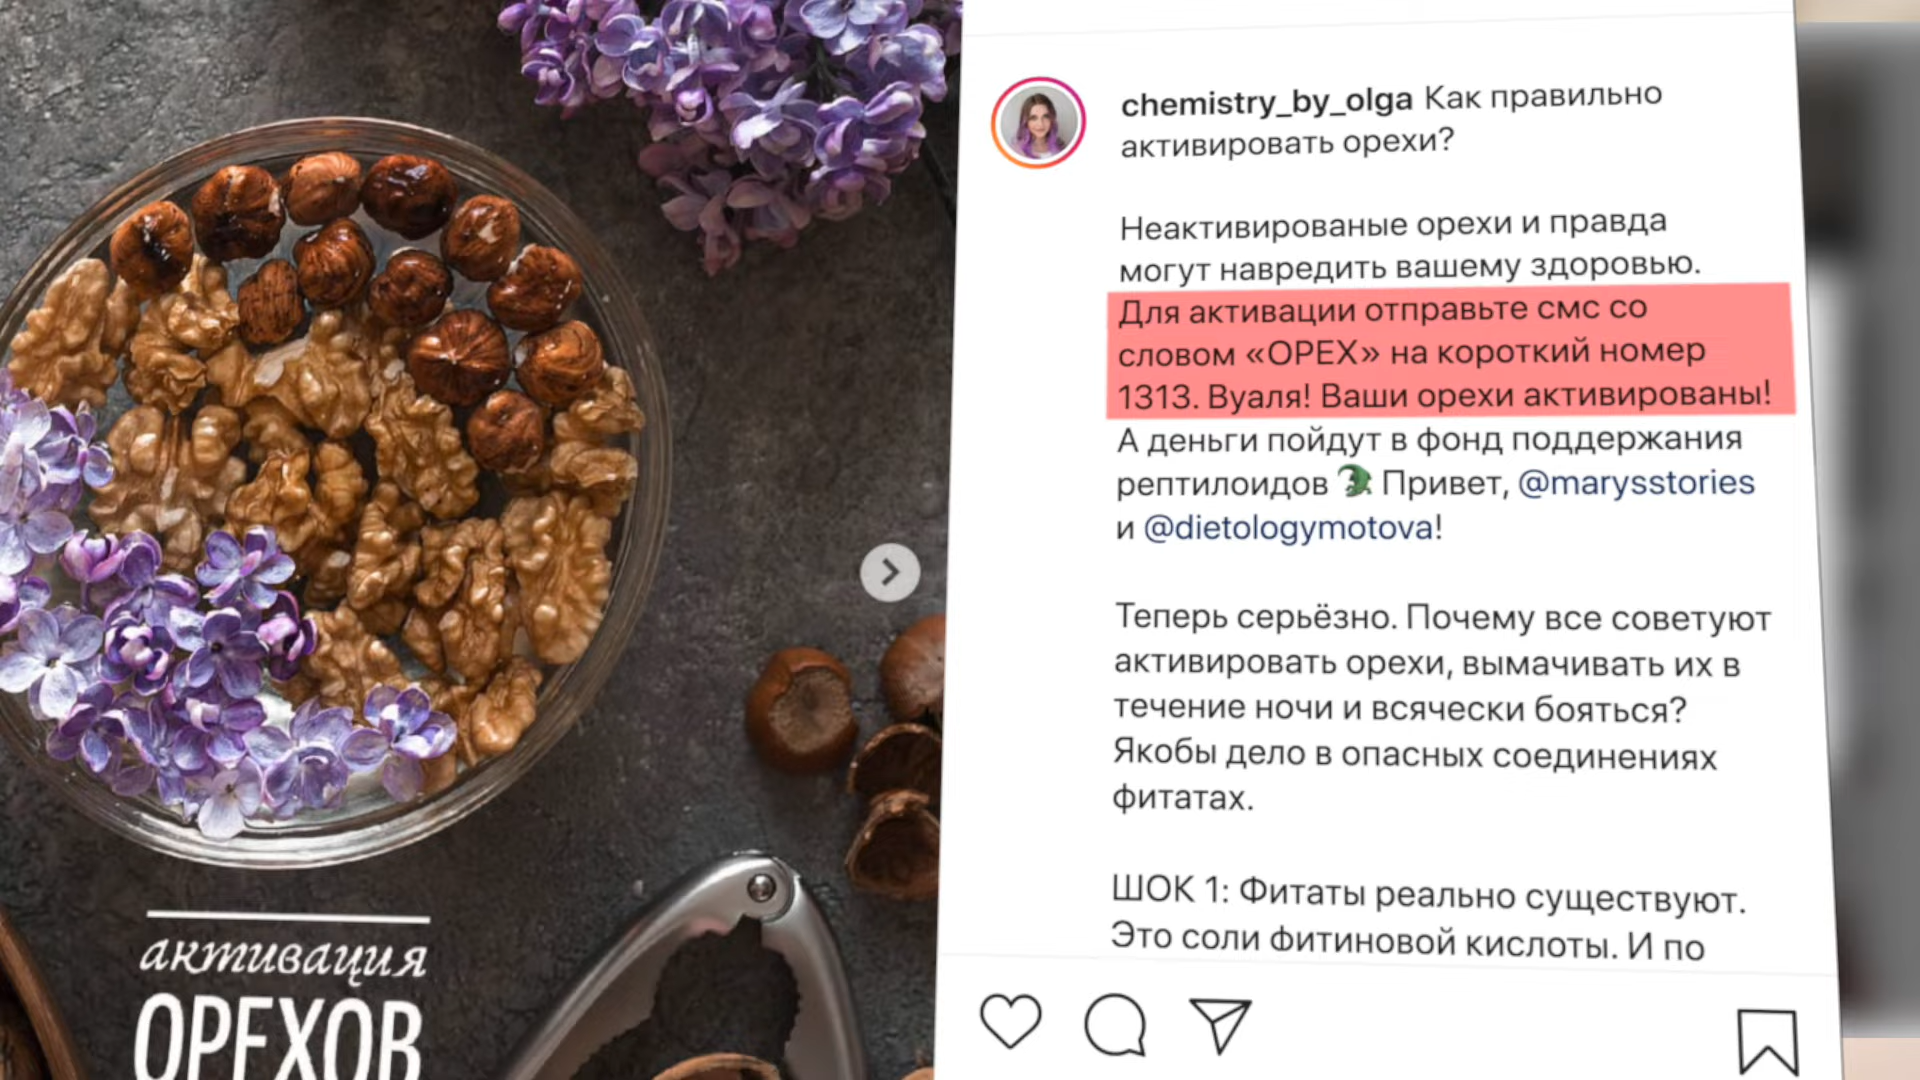 активация
ОРЕХОВ
chemistry_by_olga Как правильно
активировать орехи?
Неактивированые орехи и правда
могут навредить вашему здоровью.
Для активации отправьте смс со
словом «ОРЕХ» на короткий номер
1313. Вуаля! Ваши орехи активированы!
А деньги пойдут в фонд поддержания
рептилоидов Привет, @marysstories
и @dietologymotova!
Теперь серьёзно. Почему все советуют
активировать орехи, вымачивать их в
течение ночи и всячески бояться?
Якобы дело в опасных соединениях
фитатах.
ШОК 1: Фитаты реально существуют.
Это соли фитиновой кислоты. И по